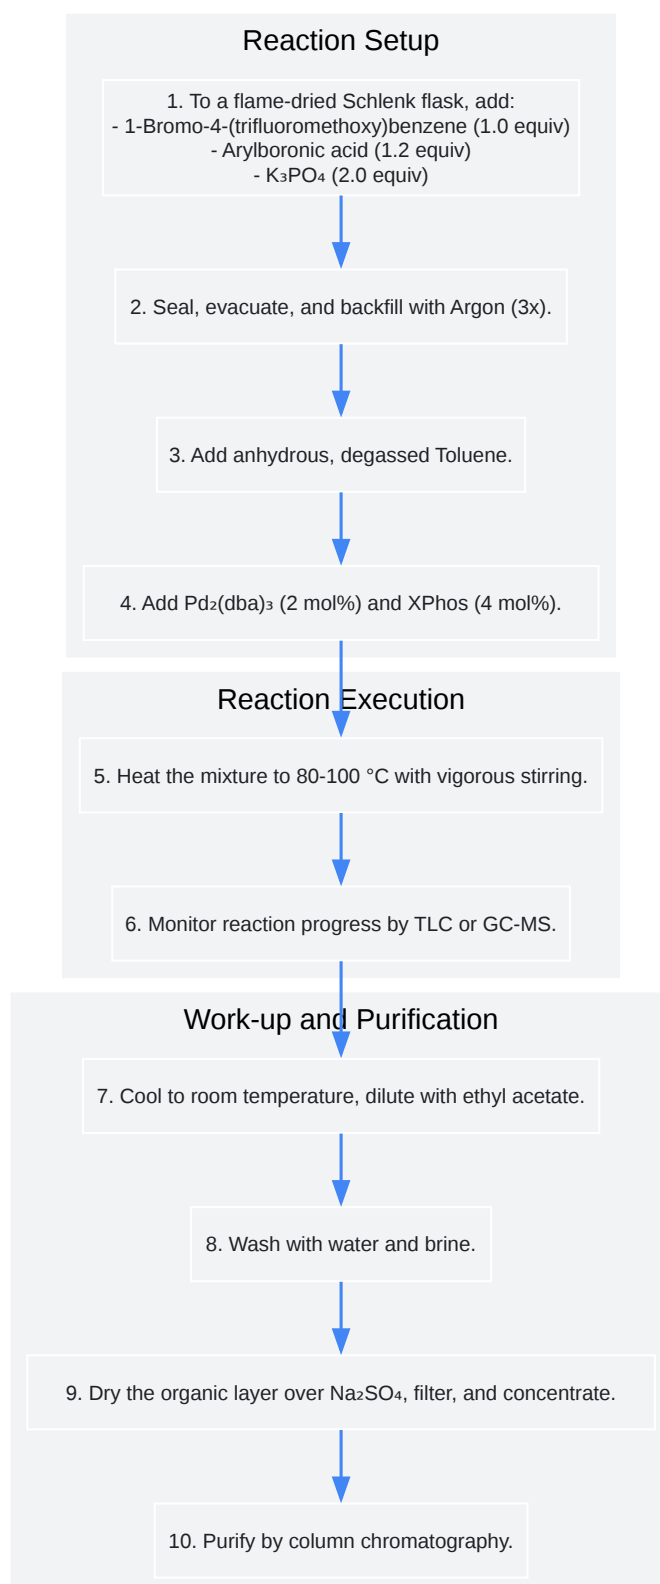 Reaction Setup
1. To a flame-dried Schlenk flask, add:
- 1-Bromo-4-(trifluoromethoxy)benzene (1.0 equiv)
- Arylboronic acid (1.2 equiv)
- K₃PO₄ (2.0 equiv)
2. Seal, evacuate, and backfill with Argon (3x).
3. Add anhydrous, degassed Toluene.
4. Add Pd₂(dba)₃ (2 mol%) and XPhos (4 mol%).
Reaction Execution
5. Heat the mixture to 80-100 °C with vigorous stirring.
6. Monitor reaction progress by TLC or GC-MS.
Work-up and Purification
7. Cool to room temperature, dilute with ethyl acetate.
8. Wash with water and brine.
9. Dry the organic layer over Na₂SO₄, filter, and concentrate.
10. Purify by column chromatography.